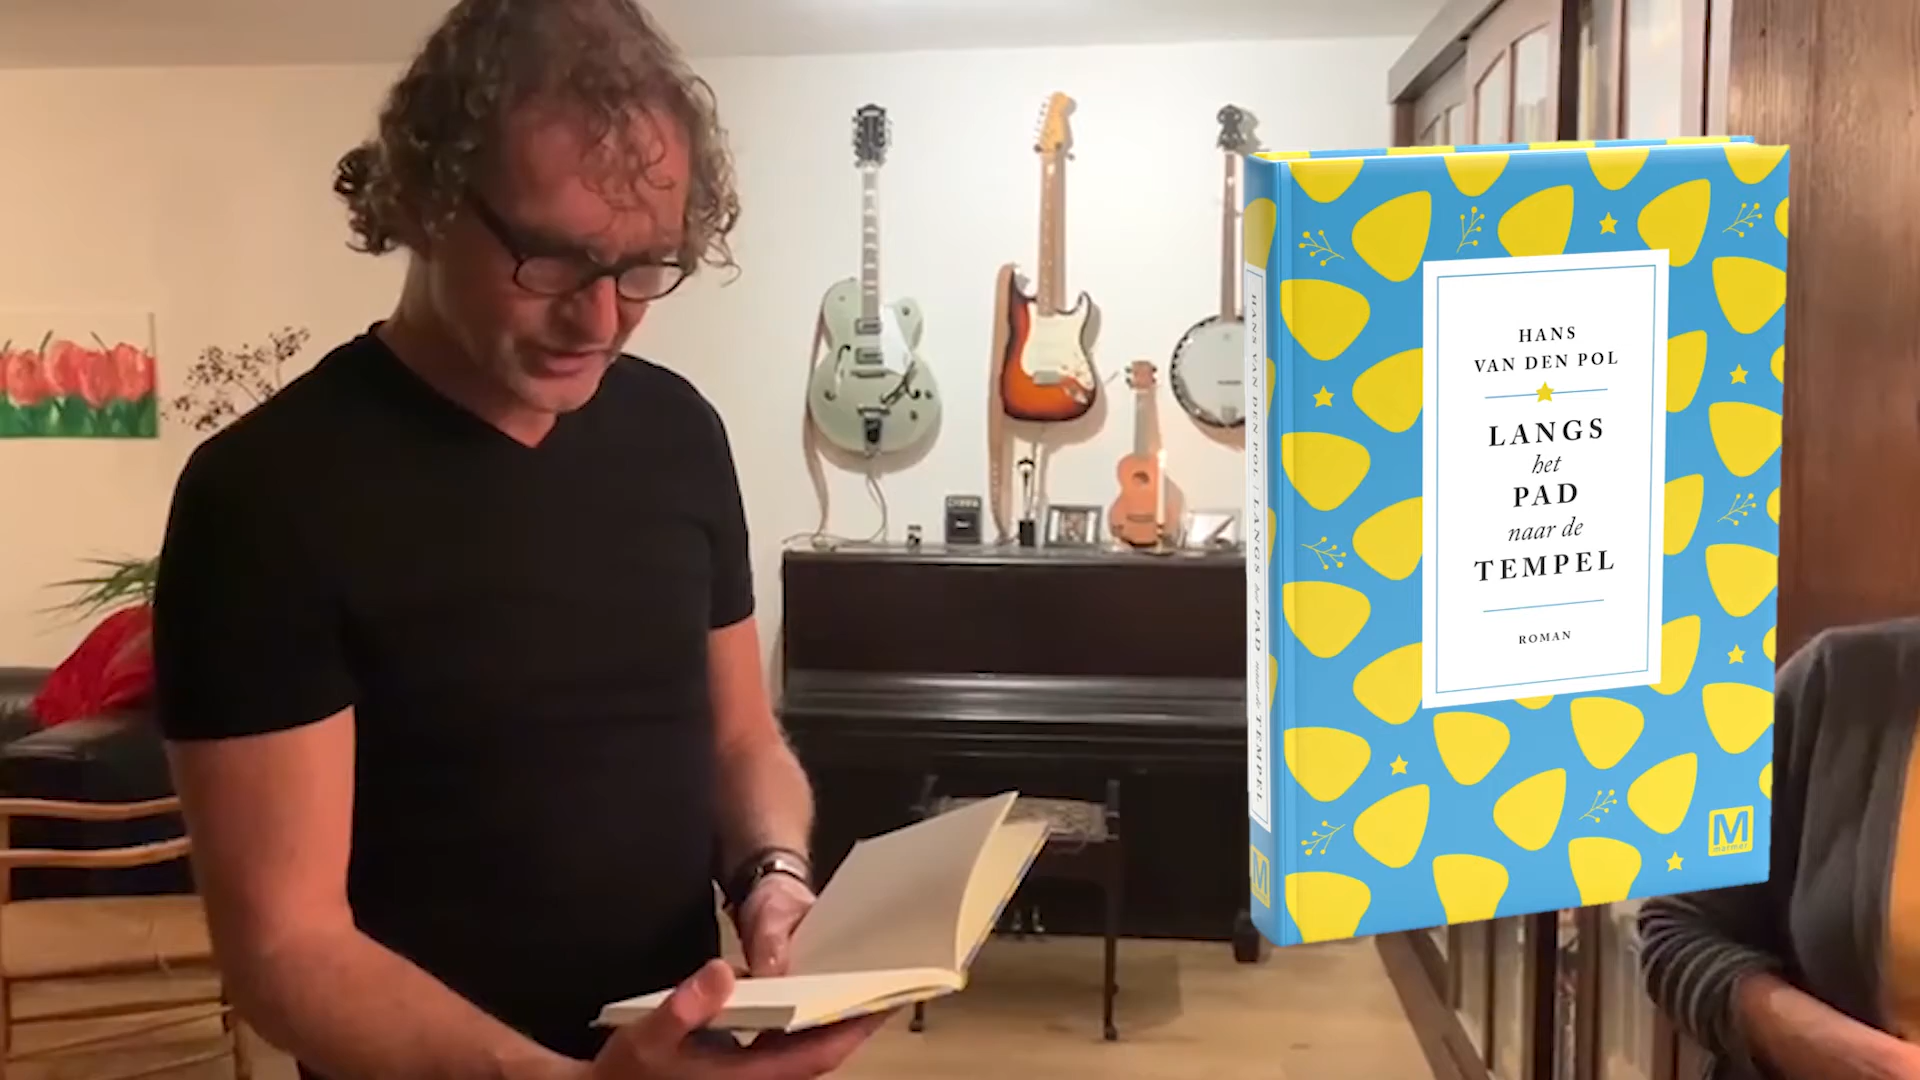 HANS
VAN DEN POL
LANGS
het
PAD
naar de
TEMPEL
ROMAN
M
marmer
HANS VAN DEN POL | LANGS het PAD naar de TEMPEL
M